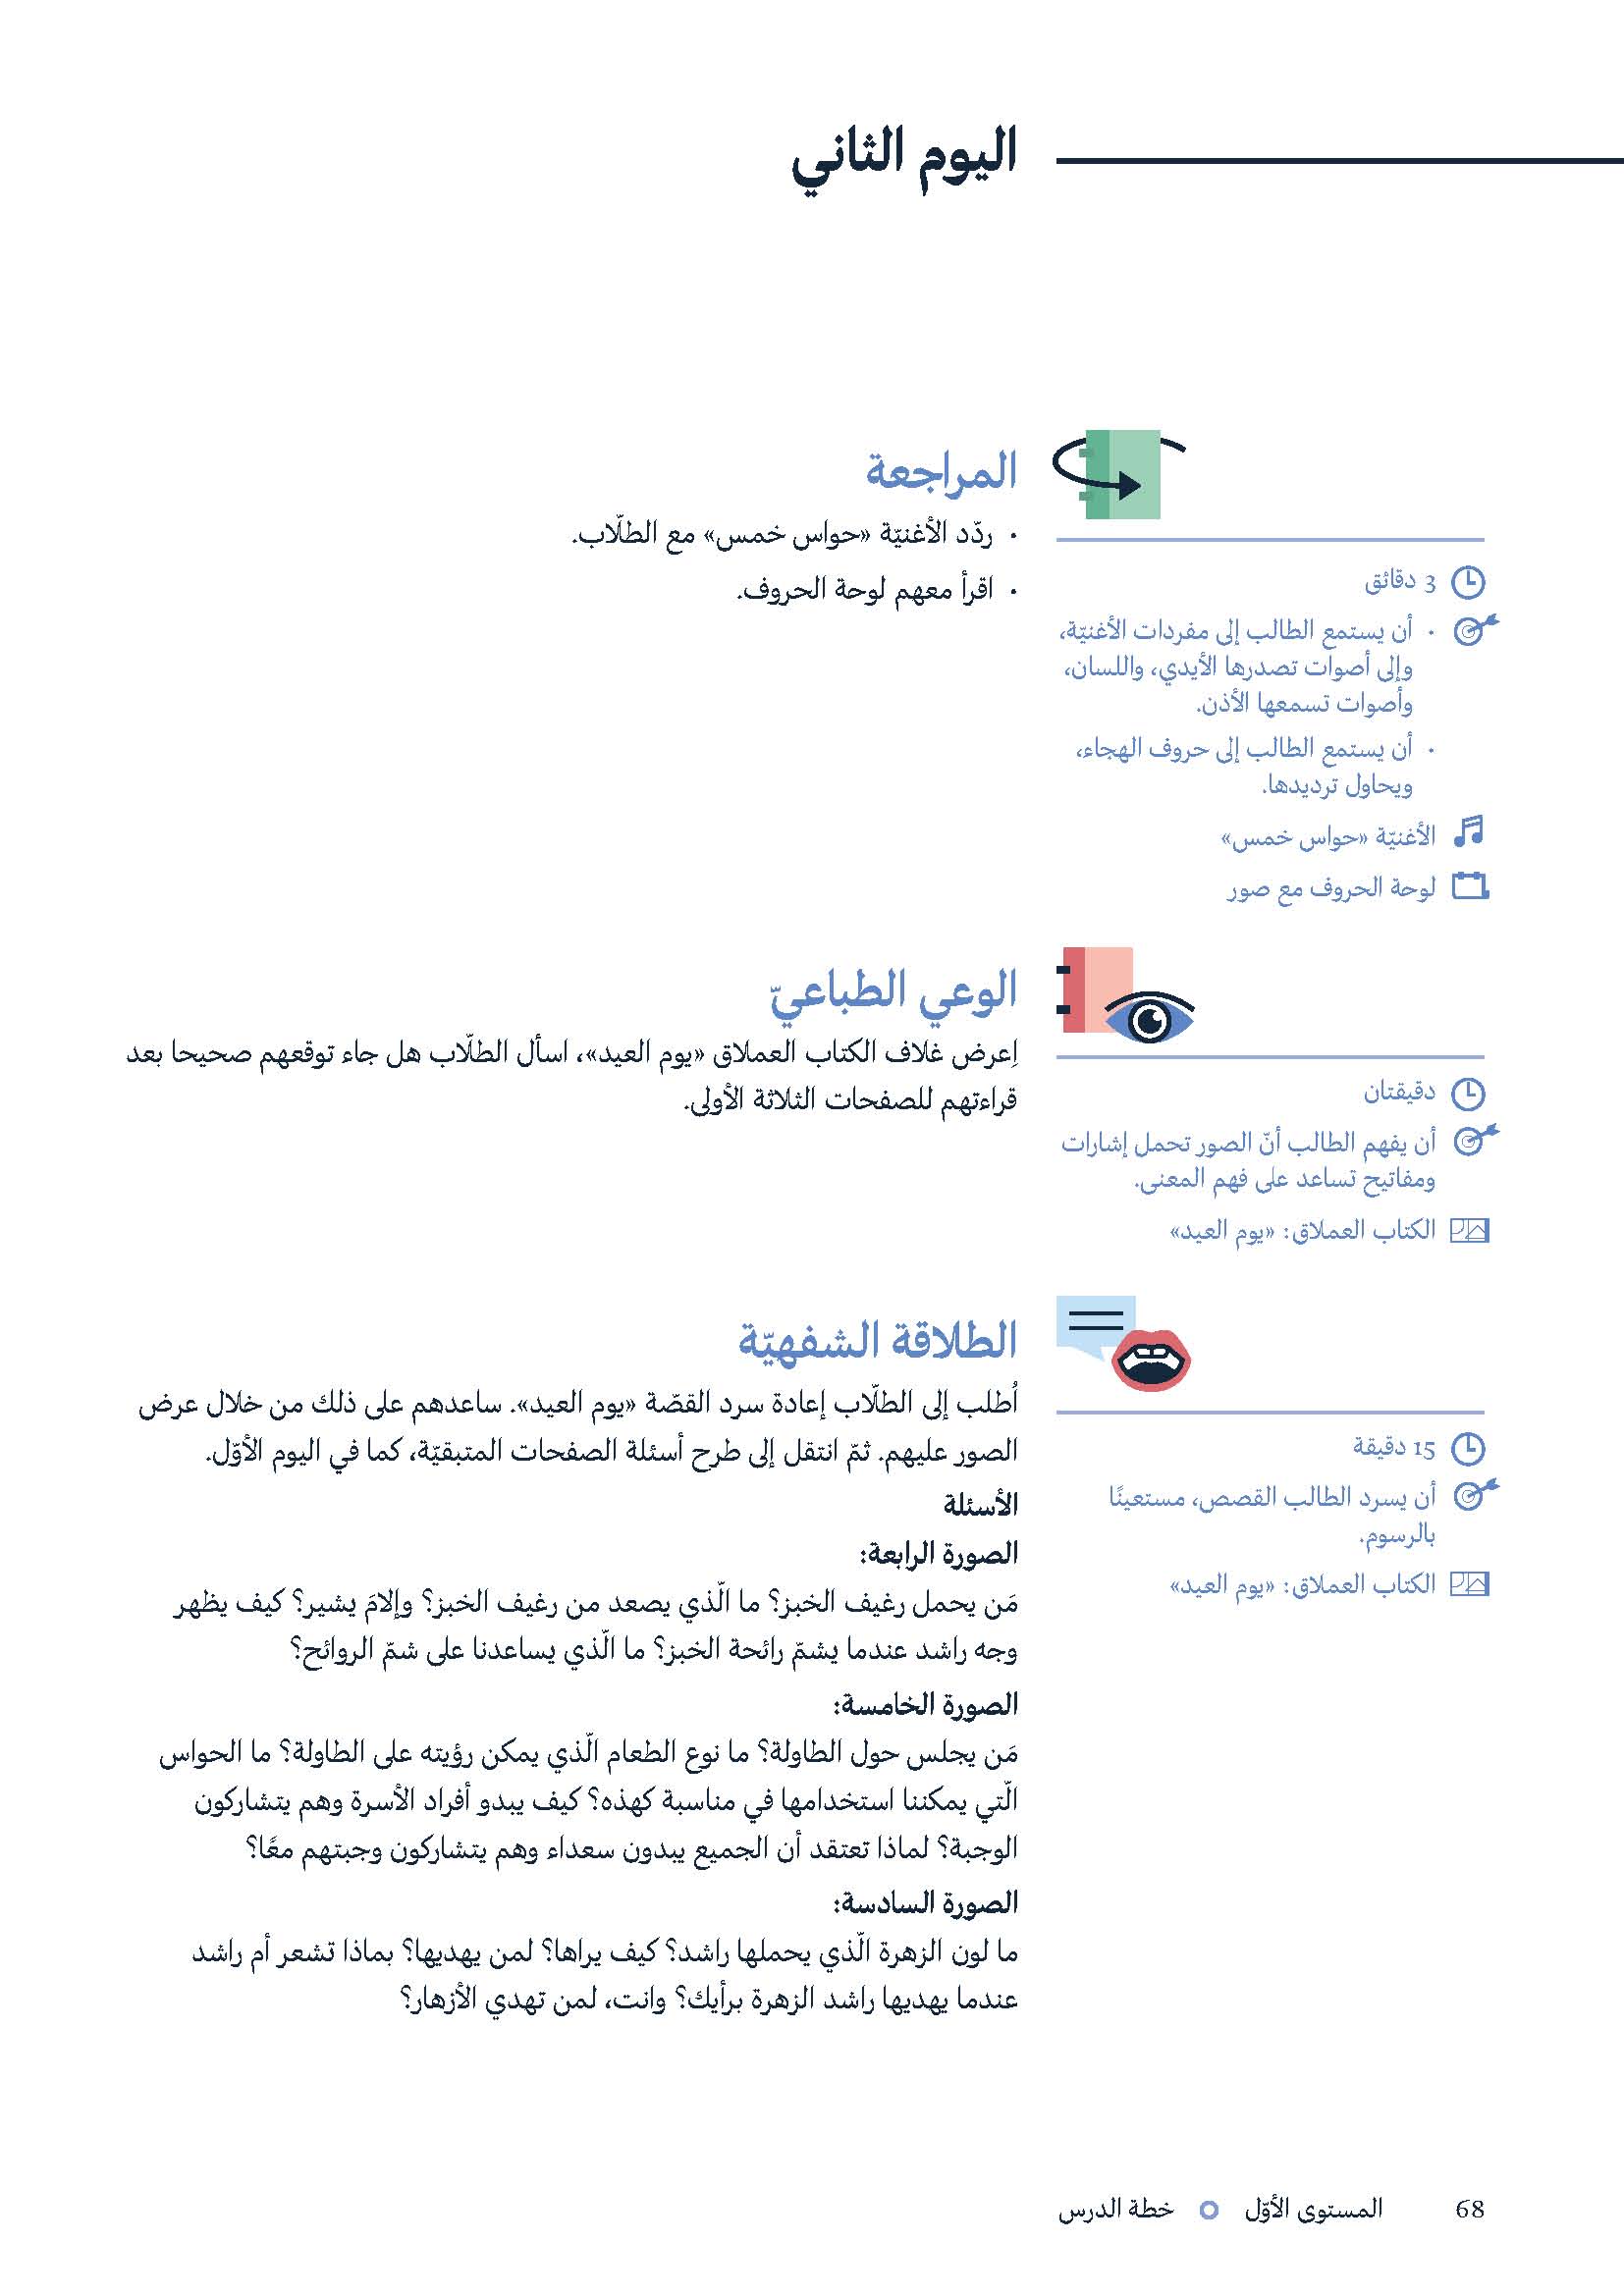 اليوم الثاني
المراجعة
• ردّد الأغنيّة «حواس خمس» مع الطلّاب.
• اقرأ معهم لوحة الحروف.
3 دقائق
• أن يستمع الطالب إلى مفردات الأغنيّة،
وإلى أصوات تصدرها الأيدي، واللسان،
وأصوات تسمعها الأذن.
• أن يستمع الطالب إلى حروف الهجاء،
ويحاول ترديدها.
الأغنيّة «حواس خمس»
لوحة الحروف مع صور
الوعي الطباعيّ
اِعرض غلاف الكتاب العملاق «يوم العيد»، اسأل الطلّاب هل جاء توقعهم صحيحا بعد
قراءتهم للصفحات الثلاثة الأولى.
دقيقتان
أن يفهم الطالب أنّ الصور تحمل إشارات
ومفاتيح تساعد على فهم المعنى.
الكتاب العملاق: «يوم العيد»
الطلاقة الشفهيّة
اُطلب إلى الطلّاب إعادة سرد القصّة «يوم العيد». ساعدهم على ذلك من خلال عرض
الصور عليهم. ثمّ انتقل إلى طرح أسئلة الصفحات المتبقيّة، كما في اليوم الأوّل.
الأسئلة
الصورة الرابعة:
مَن يحمل رغيف الخبز؟ ما الّذي يصعد من رغيف الخبز؟ وإلامَ يشير؟ كيف يظهر
وجه راشد عندما يشمّ رائحة الخبز؟ ما الّذي يساعدنا على شمّ الروائح؟
الصورة الخامسة:
مَن يجلس حول الطاولة؟ ما نوع الطعام الّذي يمكن رؤيته على الطاولة؟ ما الحواس
الّتي يمكننا استخدامها في مناسبة كهذه؟ كيف يبدو أفراد الأسرة وهم يتشاركون
الوجبة؟ لماذا تعتقد أن الجميع يبدون سعداء وهم يتشاركون وجبتهم معًا؟
الصورة السادسة:
ما لون الزهرة الّذي يحملها راشد؟ كيف يراها؟ لمن يهديها؟ بماذا تشعر أم راشد
عندما يهديها راشد الزهرة برأيك؟ وانت، لمن تهدي الأزهار؟
15 دقيقة
أن يسرد الطالب القصص، مستعينًا
بالرسوم.
الكتاب العملاق: «يوم العيد»
68 المستوى الأوّل خطة الدرس